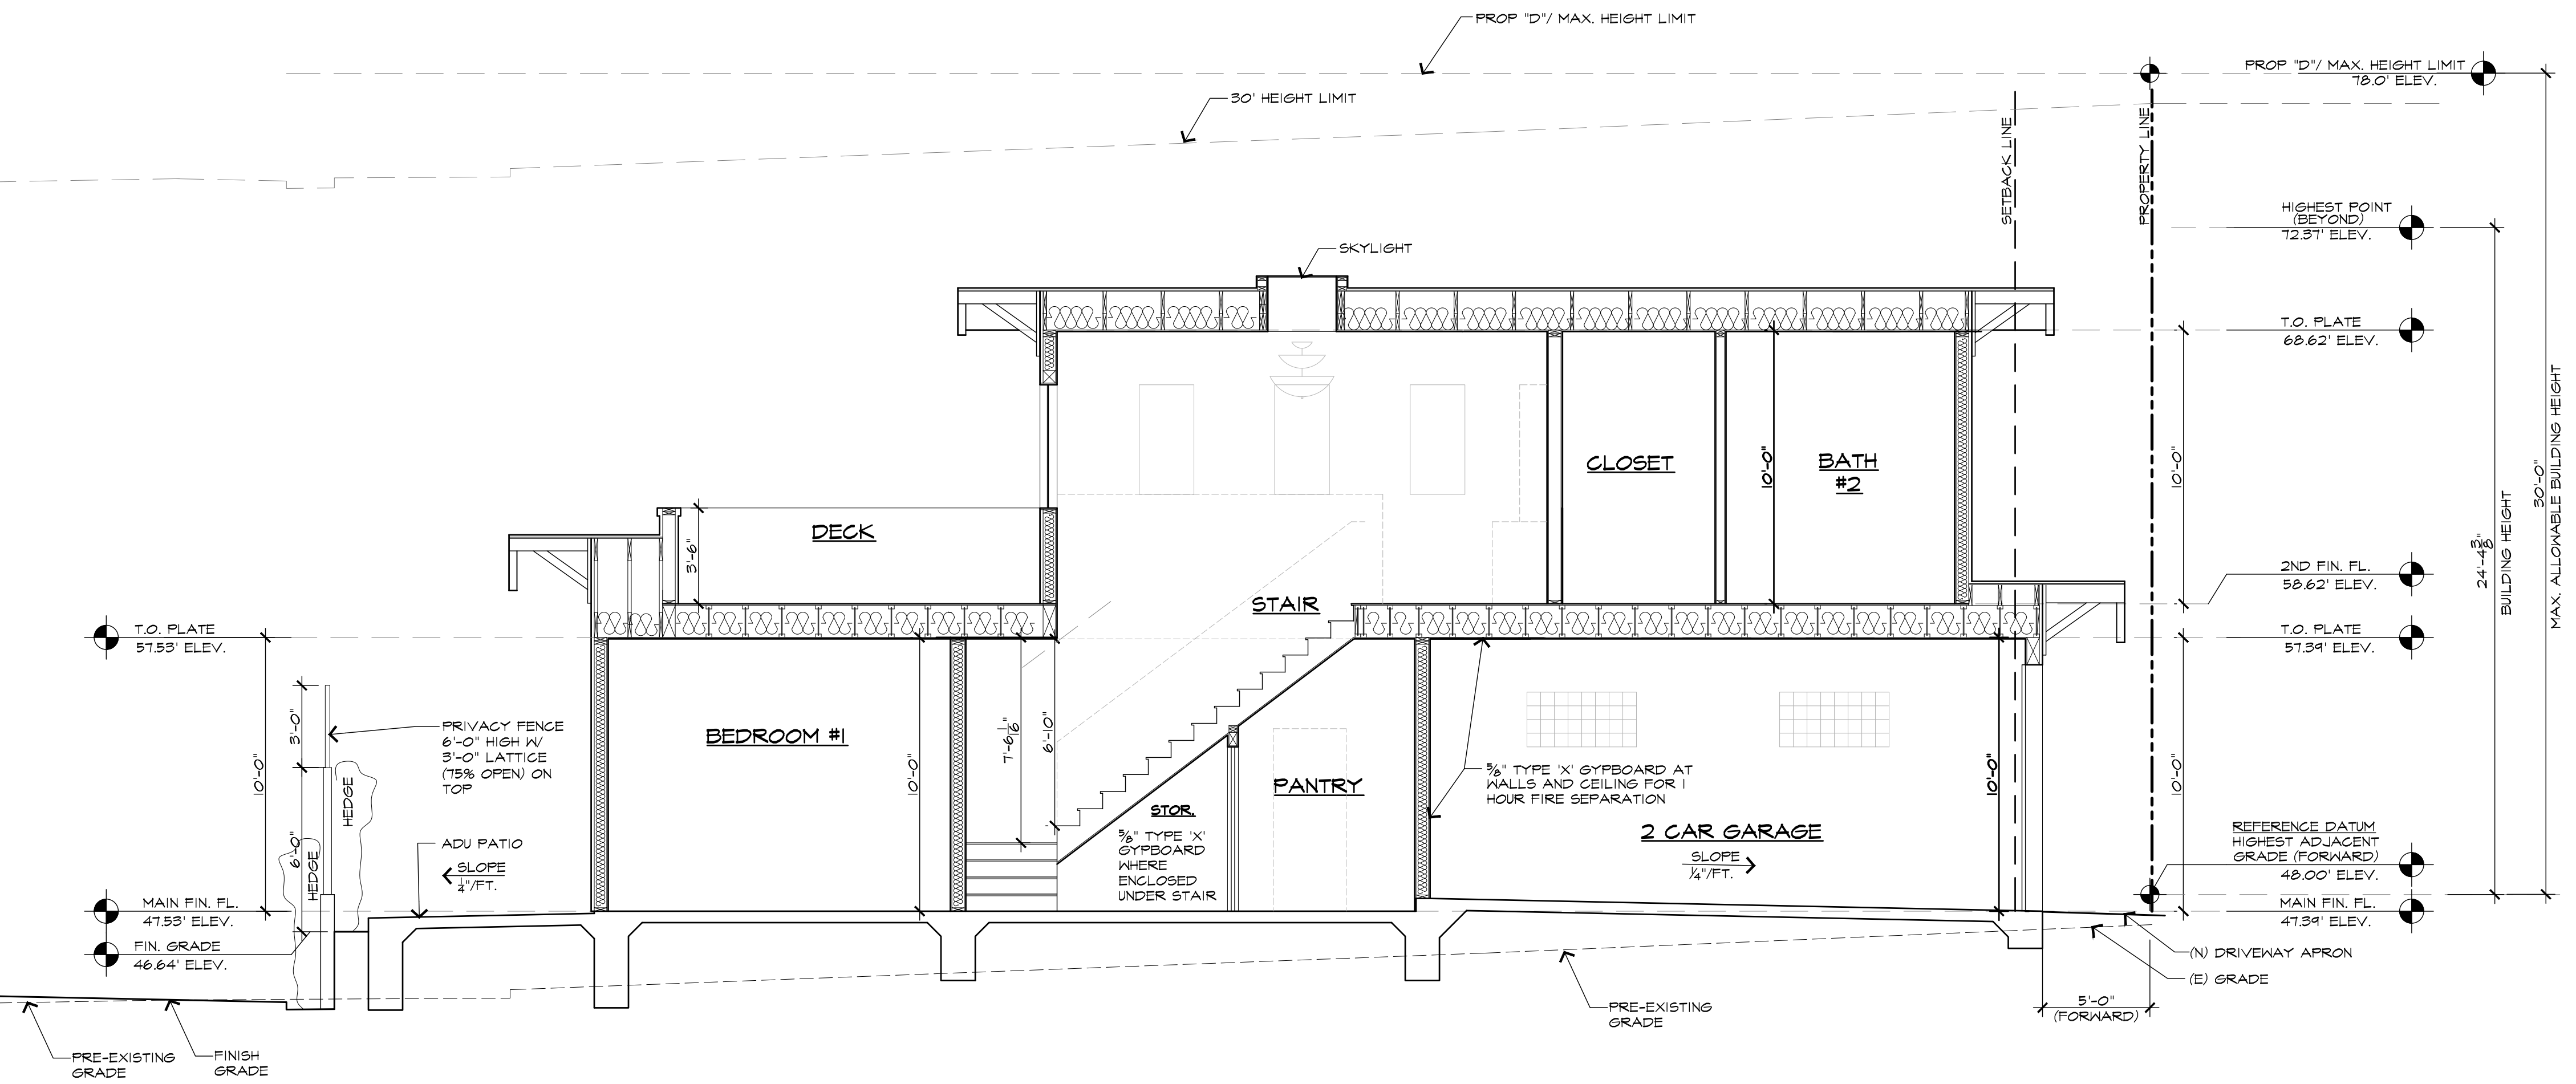 PROP "D"/ MAX. HEIGHT LIMIT
30' HEIGHT LIMIT
PROP "D"/ MAX. HEIGHT LIMIT
78.0' ELEV.
SETBACK LINE
PROPERTY LINE
HIGHEST POINT
(BEYOND)
72.37' ELEV.
SKYLIGHT
T.O. PLATE
68.62' ELEV.
CLOSET
10'-0"
BATH
#2
10'-0"
30'-0"
MAX. ALLOWABLE BUILDING HEIGHT
24'-4 3/8"
BUILDING HEIGHT
DECK
3'-6"
STAIR
2ND FIN. FL.
58.62' ELEV.
T.O. PLATE
57.53' ELEV.
T.O. PLATE
57.39' ELEV.
10'-0"
3'-0"
6'-0"
HEDGE
HEDGE
PRIVACY FENCE
6'-0" HIGH W/
3'-0" LATTICE
(75% OPEN) ON
TOP
BEDROOM #1
10'-0"
7'-6 1/16"
6'-10"
PANTRY
STOR.
5/8" TYPE 'X'
GYPBOARD
WHERE
ENCLOSED
UNDER STAIR
5/8" TYPE 'X' GYPBOARD AT
WALLS AND CEILING FOR 1
HOUR FIRE SEPARATION
2 CAR GARAGE
SLOPE
1/4"/FT.
10'-0"
10'-0"
REFERENCE DATUM
HIGHEST ADJACENT
GRADE (FORWARD)
48.00' ELEV.
ADU PATIO
SLOPE
1/4"/FT.
MAIN FIN. FL.
47.53' ELEV.
MAIN FIN. FL.
47.39' ELEV.
FIN. GRADE
46.64' ELEV.
(N) DRIVEWAY APRON
(E) GRADE
5'-0"
(FORWARD)
PRE-EXISTING
GRADE
PRE-EXISTING
GRADE
FINISH
GRADE